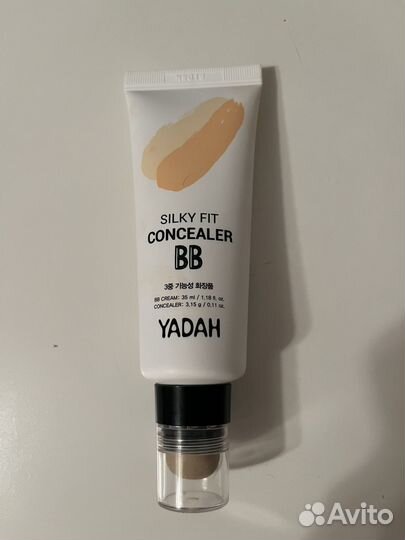 SILKY FIT
CONCEALER
BB
3중 기능성 화장품
BB CREAM: 35 ml / 1,18 fl. oz.
CONCEALER: 3,15 g / 0,11 oz.
YADAH
Avito